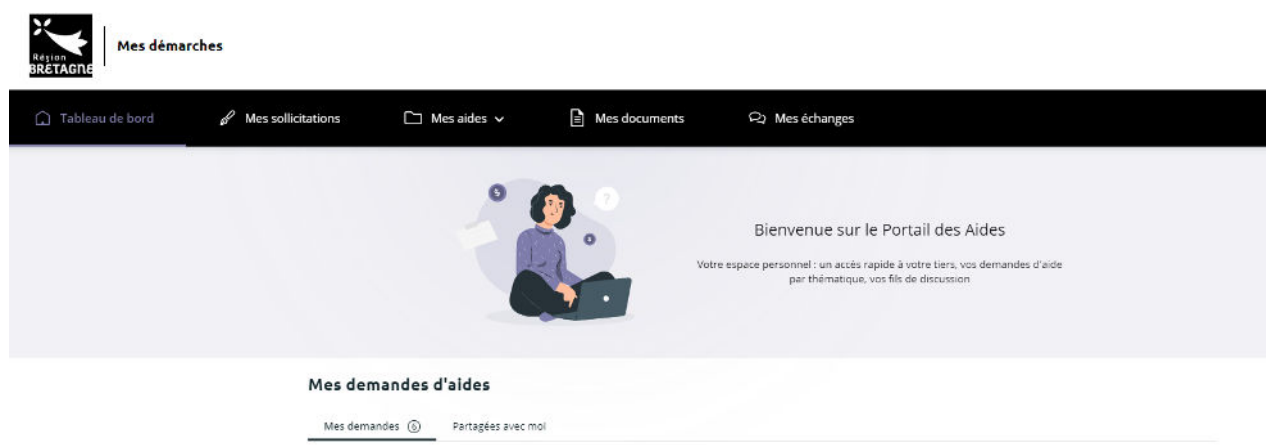 Région
BRETAGNE
Mes démarches
Tableau de bord
Mes sollicitations
Mes aides
Mes documents
Mes échanges
$
?
Bienvenue sur le Portail des Aides
Votre espace personnel : un accès rapide à votre tiers, vos demandes d'aide
par thématique, vos fils de discussion
Mes demandes d'aides
Mes demandes 6
Partagées avec moi